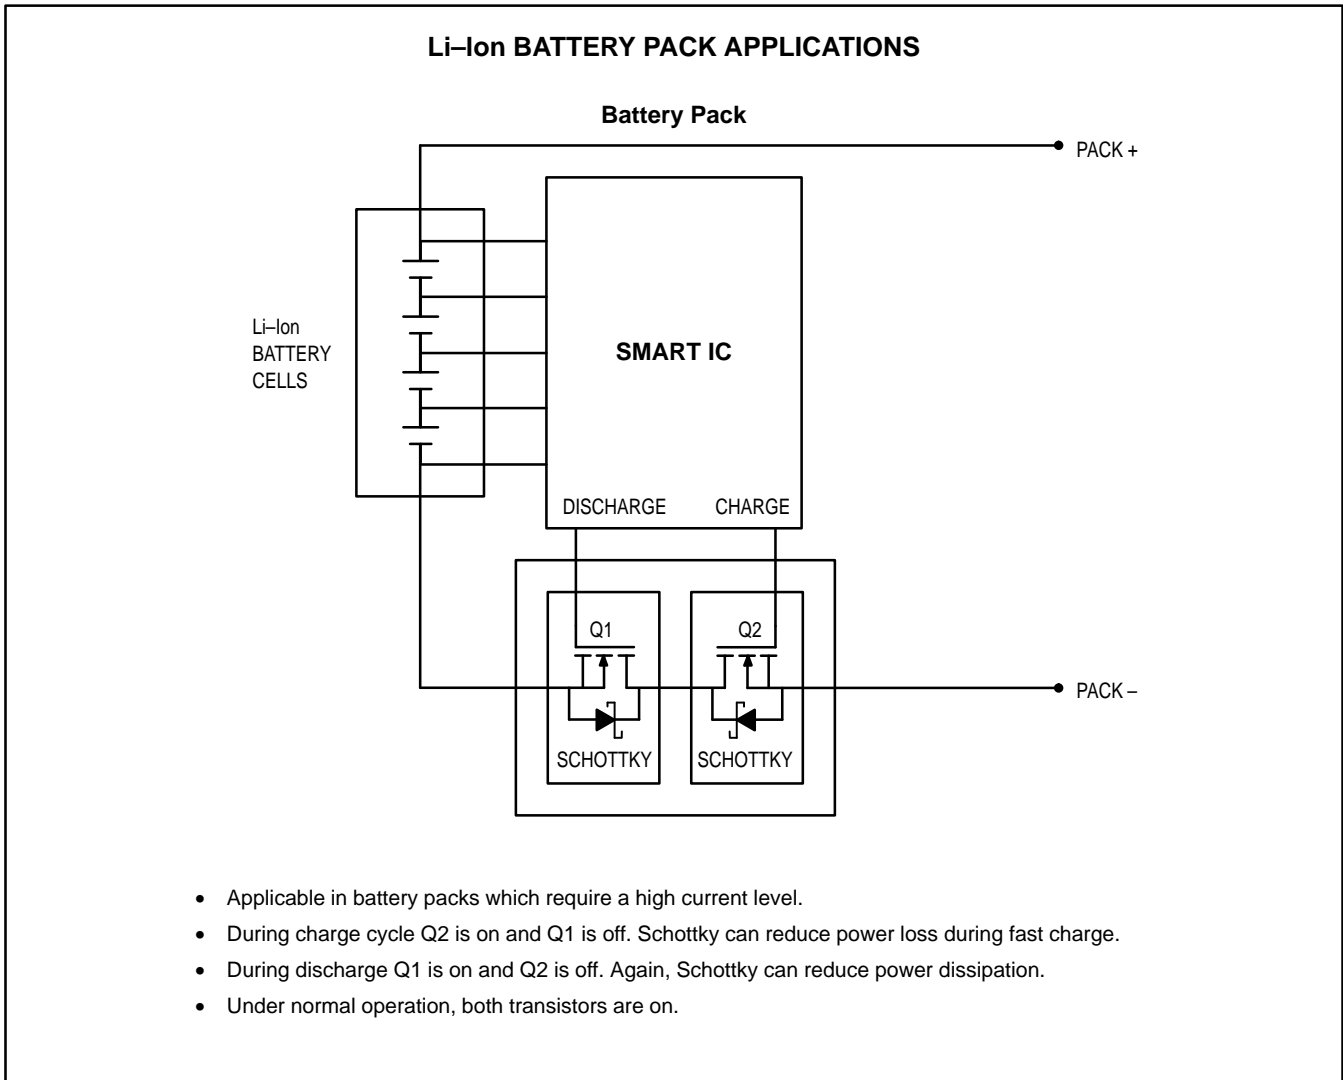 Li–Ion BATTERY PACK APPLICATIONS
Battery Pack
PACK +
Li–Ion
BATTERY
CELLS
SMART IC
DISCHARGE CHARGE
Q1 Q2
PACK –
SCHOTTKY SCHOTTKY
• Applicable in battery packs which require a high current level.
• During charge cycle Q2 is on and Q1 is off. Schottky can reduce power loss during fast charge.
• During discharge Q1 is on and Q2 is off. Again, Schottky can reduce power dissipation.
• Under normal operation, both transistors are on.